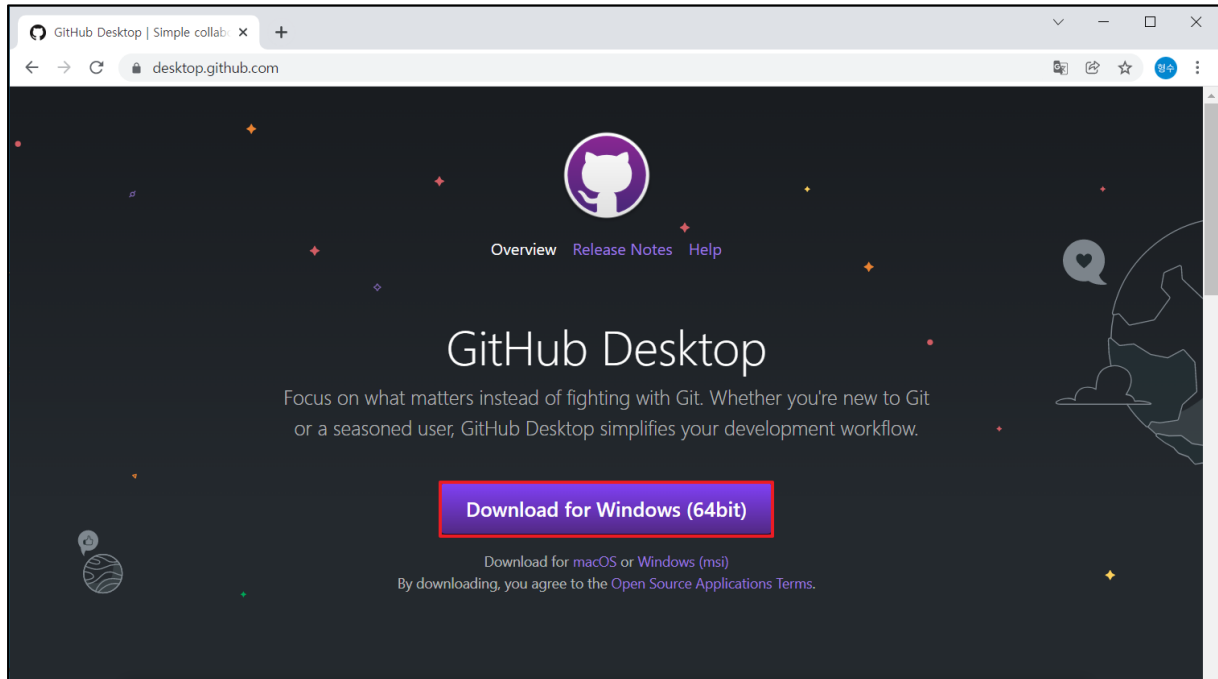 GitHub Desktop | Simple collab
desktop.github.com
형수
Overview Release Notes Help
GitHub Desktop
Focus on what matters instead of fighting with Git. Whether you're new to Git
or a seasoned user, GitHub Desktop simplifies your development workflow.
Download for Windows (64bit)
Download for macOS or Windows (msi)
By downloading, you agree to the Open Source Applications Terms.